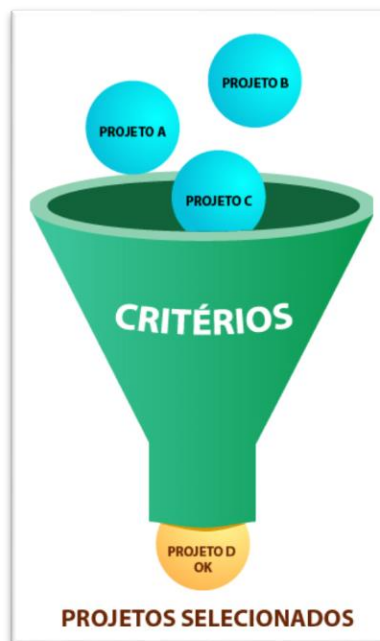 PROJETO B
PROJETO A
PROJETO C
CRITÉRIOS
PROJETO D
OK
PROJETOS SELECIONADOS